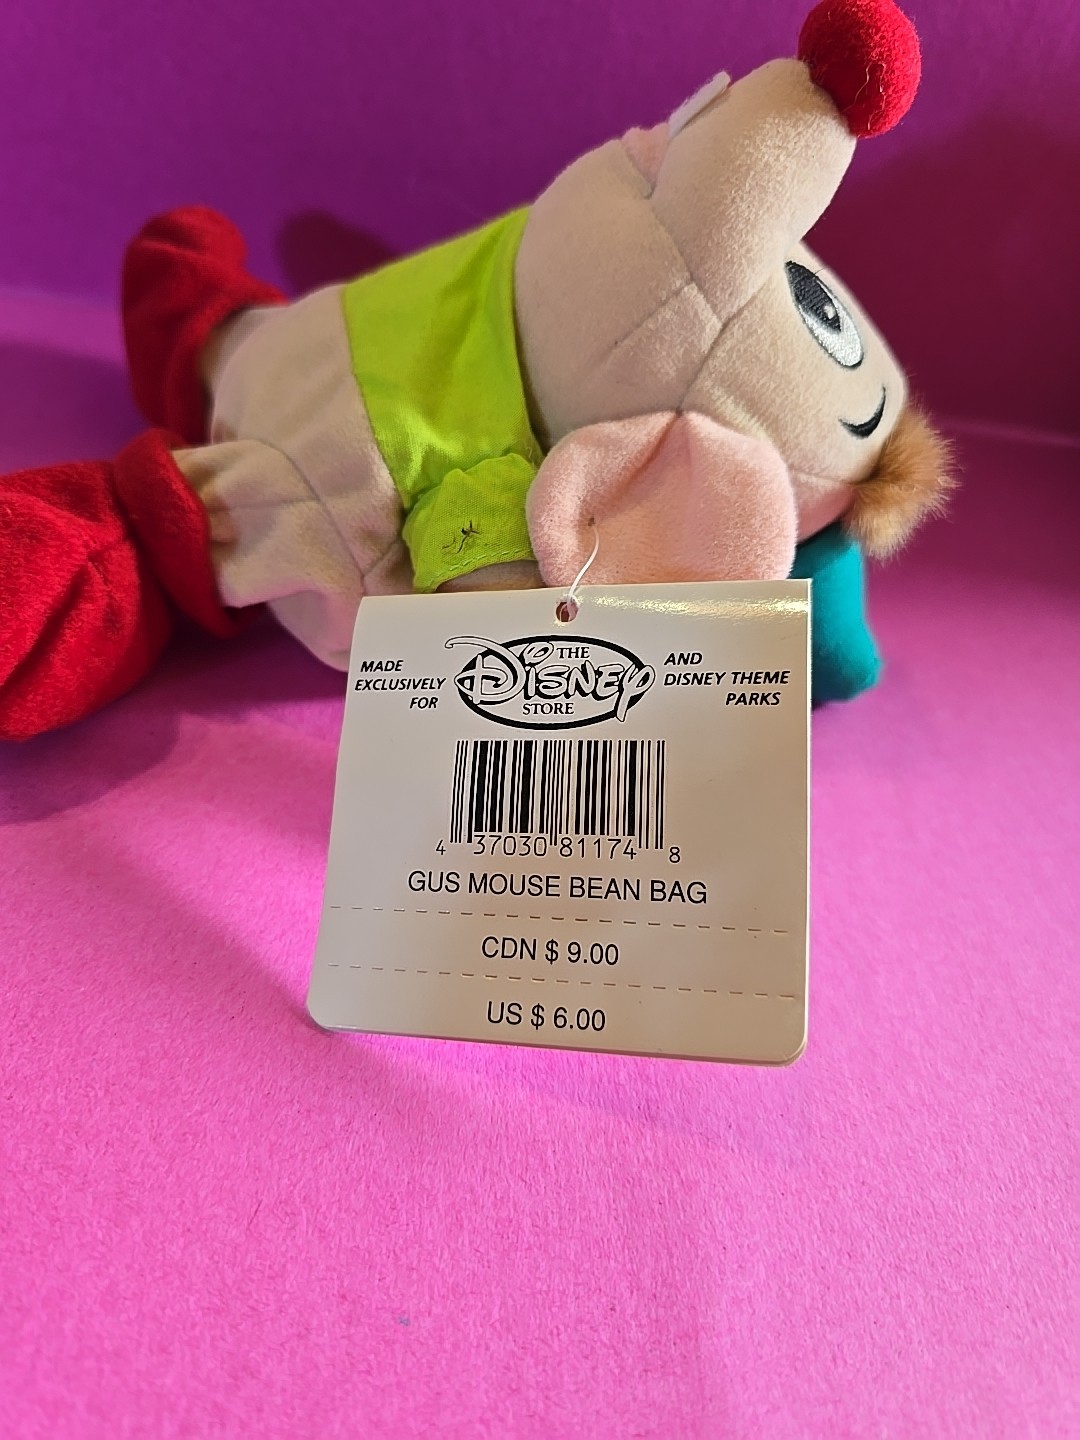 MADE
EXCLUSIVELY
FOR
THE
DISNEY
STORE
AND
DISNEY THEME
PARKS
4 37030 81174 8
GUS MOUSE BEAN BAG
CDN $ 9.00
US $ 6.00